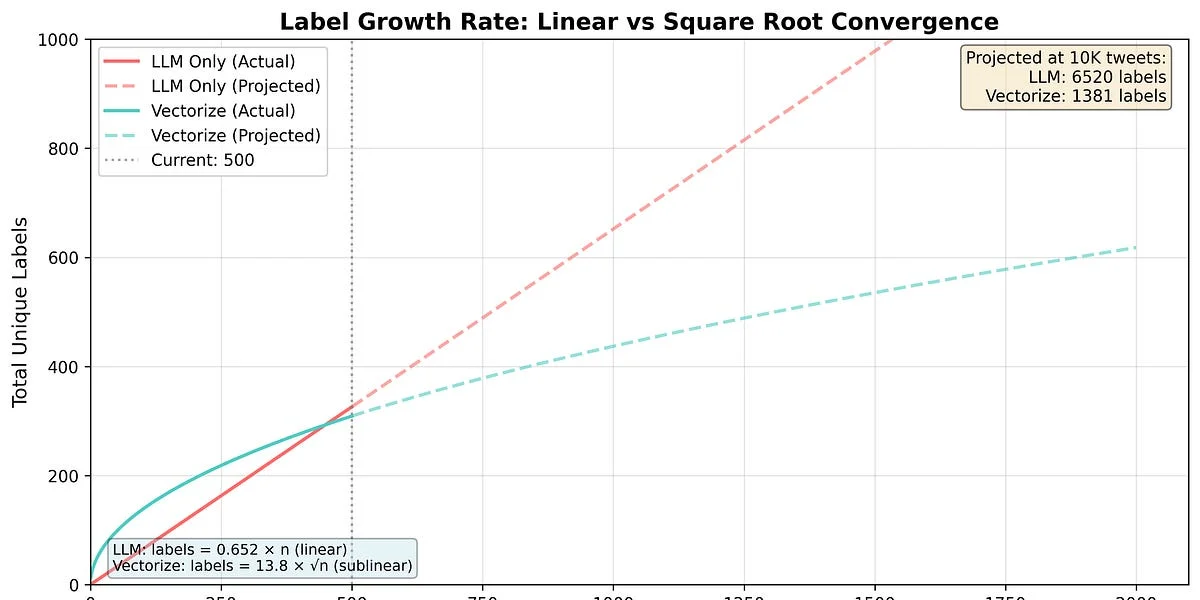 Label Growth Rate: Linear vs Square Root Convergence
1000
800
600
400
200
0
Total Unique Labels
LLM Only (Actual)
LLM Only (Projected)
Vectorize (Actual)
Vectorize (Projected)
Current: 500
Projected at 10K tweets:
LLM: 6520 labels
Vectorize: 1381 labels
LLM: labels = 0.652 × n (linear)
Vectorize: labels = 13.8 × √n (sublinear)